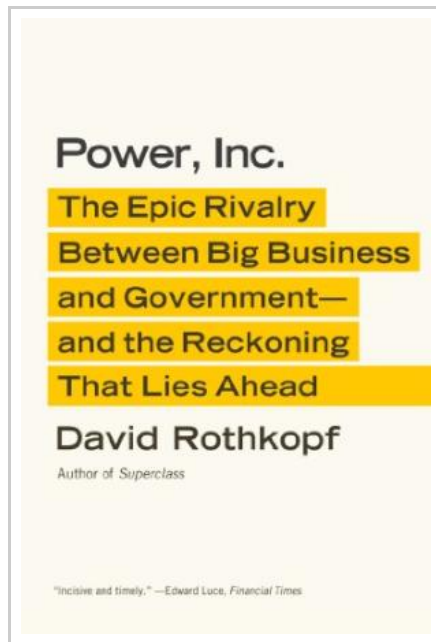 Power, Inc.
The Epic Rivalry
Between Big Business
and Government—
and the Reckoning
That Lies Ahead
David Rothkopf
Author of Superclass
"Incisive and timely." —Edward Luce, Financial Times